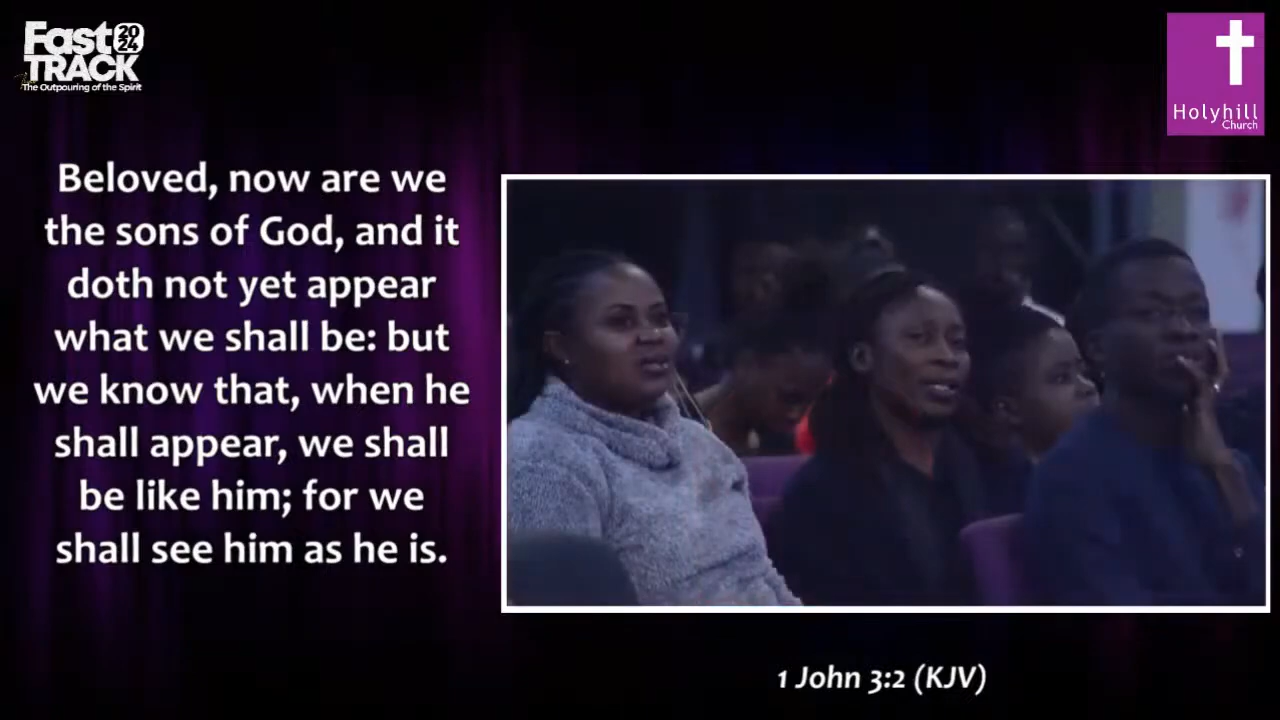 Fast 20
24
TRACK
The Outpouring of the Spirit
Holyhill
Church
Beloved, now are we
the sons of God, and it
doth not yet appear
what we shall be: but
we know that, when he
shall appear, we shall
be like him; for we
shall see him as he is.
1 John 3:2 (KJV)